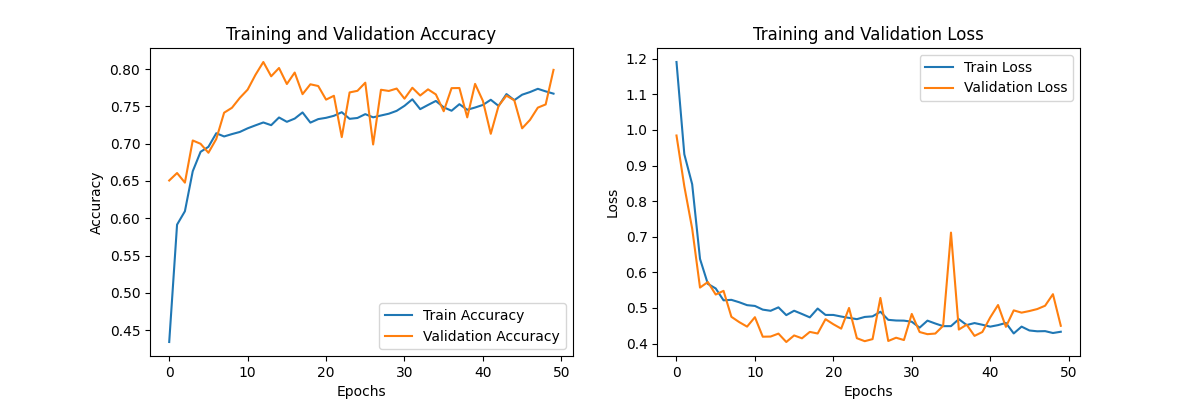 Training and Validation Accuracy
Accuracy
0.80
0.75
0.70
0.65
0.60
0.55
0.50
0.45
Train Accuracy
Validation Accuracy
0 10 20 30 40 50
Epochs
Training and Validation Loss
Loss
1.2
1.1
1.0
0.9
0.8
0.7
0.6
0.5
0.4
Train Loss
Validation Loss
0 10 20 30 40 50
Epochs